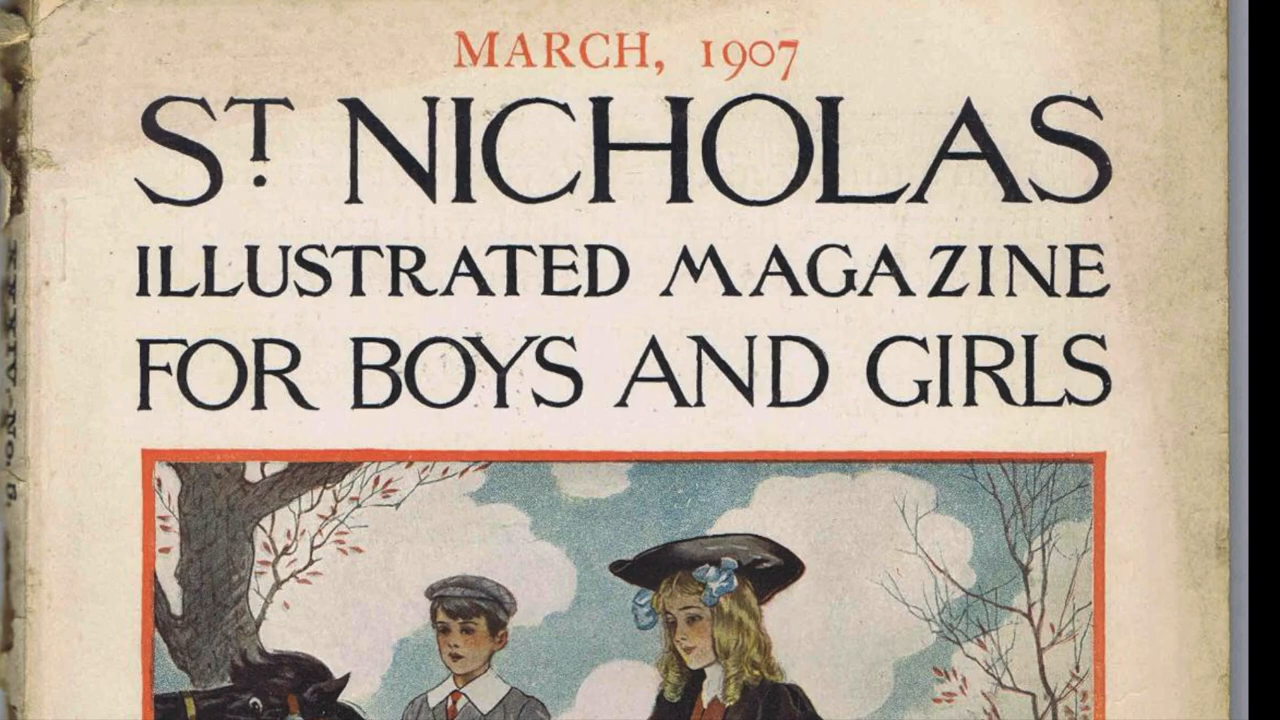 MARCH, 1907
ST. NICHOLAS
ILLUSTRATED MAGAZINE
FOR BOYS AND GIRLS